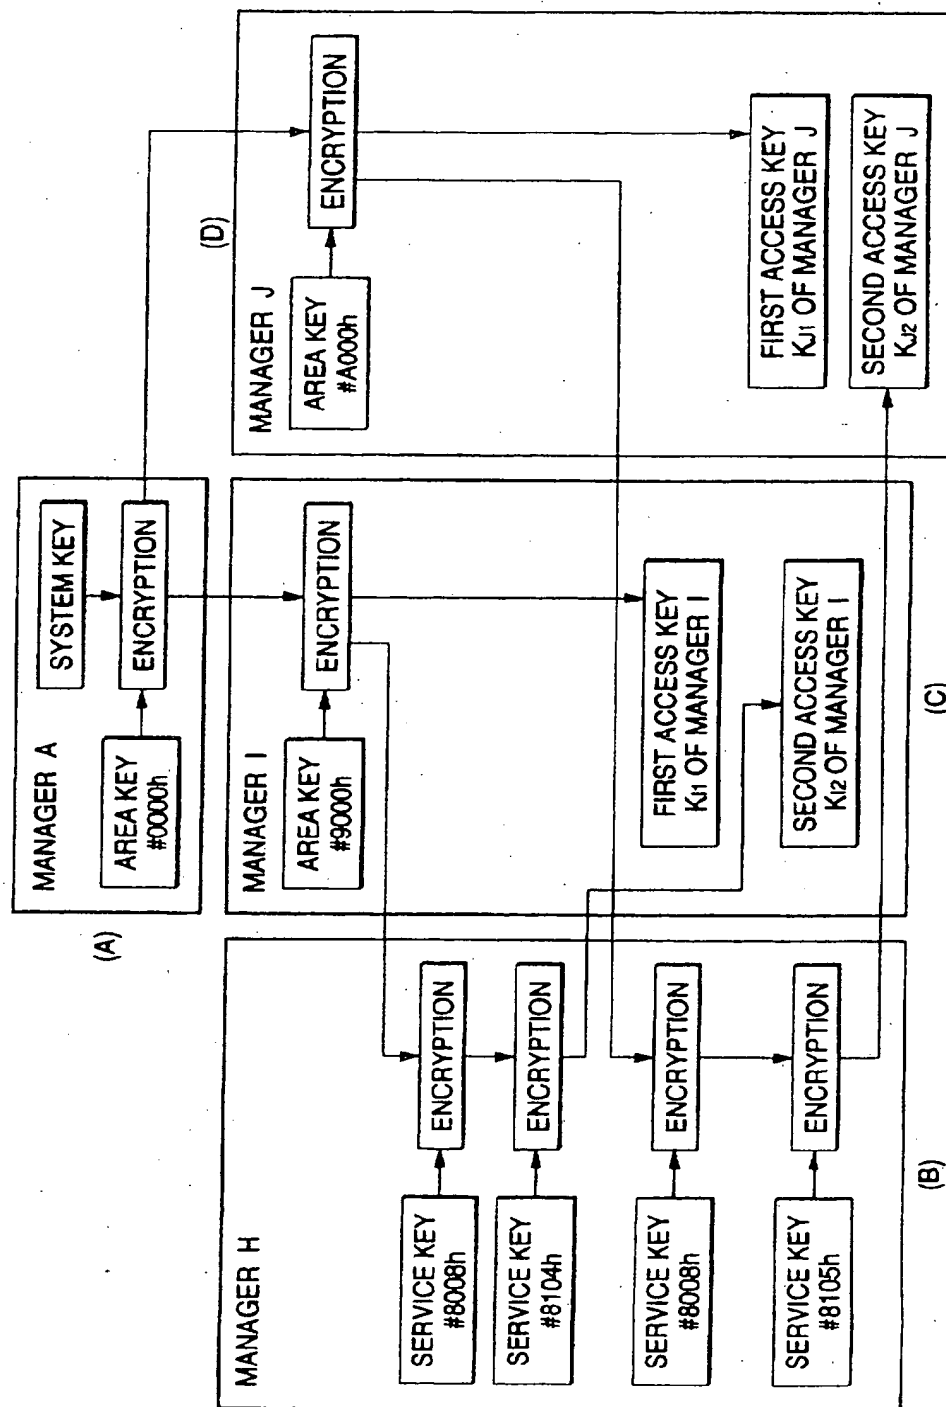 (A)
MANAGER A
SYSTEM KEY
AREA KEY
#0000h
ENCRYPTION
MANAGER H
SERVICE KEY
#8008h
ENCRYPTION
SERVICE KEY
#8104h
ENCRYPTION
SERVICE KEY
#8008h
ENCRYPTION
SERVICE KEY
#8105h
ENCRYPTION
(B)
MANAGER I
AREA KEY
#9000h
ENCRYPTION
FIRST ACCESS KEY
KJ1 OF MANAGER I
SECOND ACCESS KEY
KI2 OF MANAGER I
(C)
(D)
MANAGER J
AREA KEY
#A000h
ENCRYPTION
FIRST ACCESS KEY
KJ1 OF MANAGER J
SECOND ACCESS KEY
KJ2 OF MANAGER J